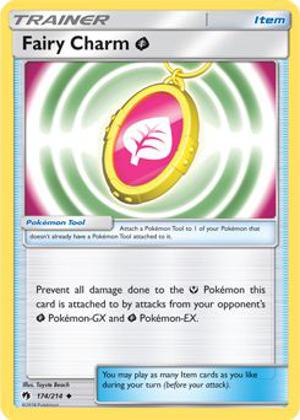 TRAINER Item
Fairy Charm
Pokémon Tool
Attach a Pokémon Tool to 1 of your Pokémon that
doesn't already have a Pokémon Tool attached to it.
Prevent all damage done to the Pokémon this
card is attached to by attacks from your opponent's
Pokémon-GX and Pokémon-EX.
You may play as many Item cards as you like
during your turn (before your attack).
Illus. Toyste Beach
174/214
©2018 Pokémon